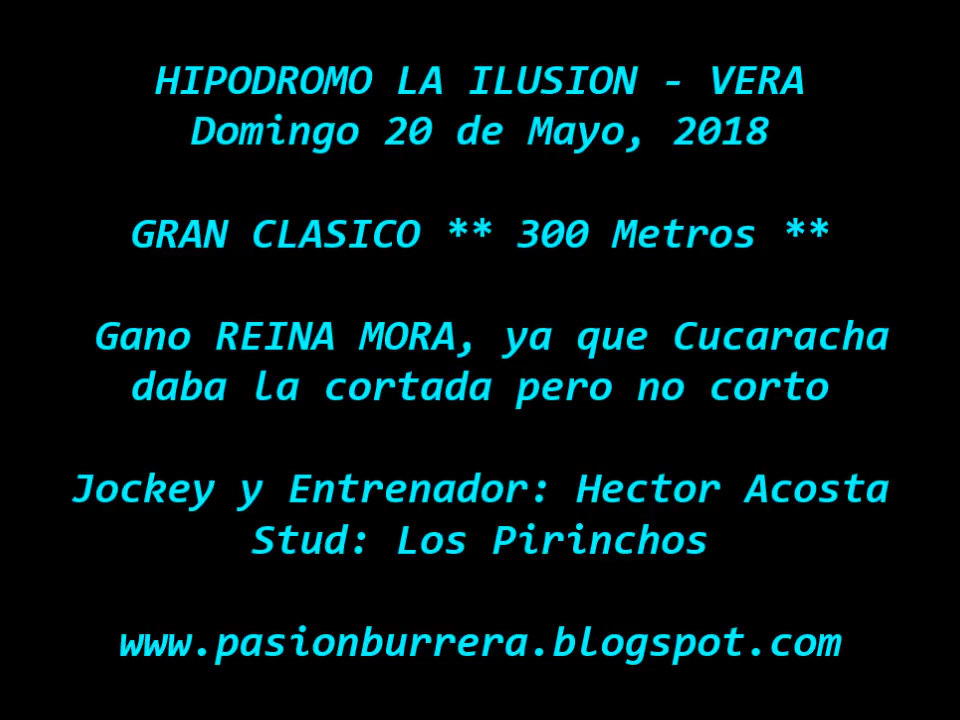 HIPODROMO LA ILUSION - VERA
Domingo 20 de Mayo, 2018
GRAN CLASICO ** 300 Metros **
Gano REINA MORA, ya que Cucaracha
daba la cortada pero no corto
Jockey y Entrenador: Hector Acosta
Stud: Los Pirinchos
www.pasionburrera.blogspot.com